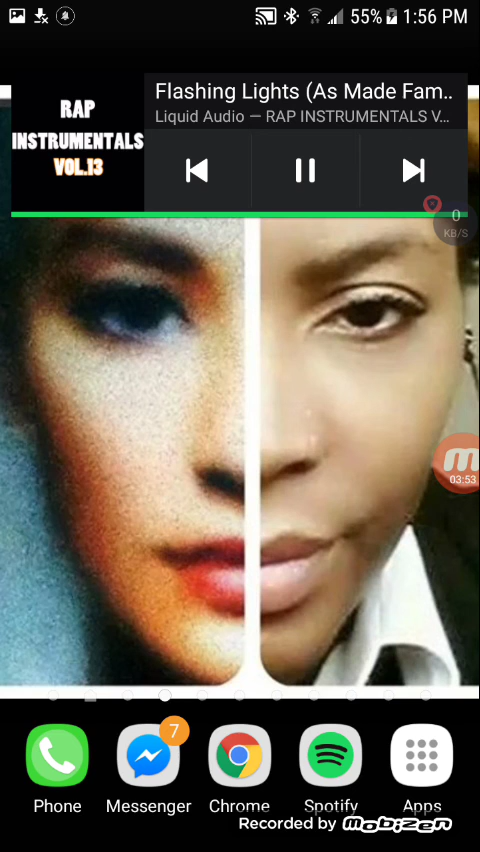 55% 1:56 PM
RAP
INSTRUMENTALS
VOL.13
Flashing Lights (As Made Fam..
Liquid Audio — RAP INSTRUMENTALS V...
0
KB/S
M
03:53
7
Phone Messenger Chrome Spotify Apps
Recorded by Mobizen